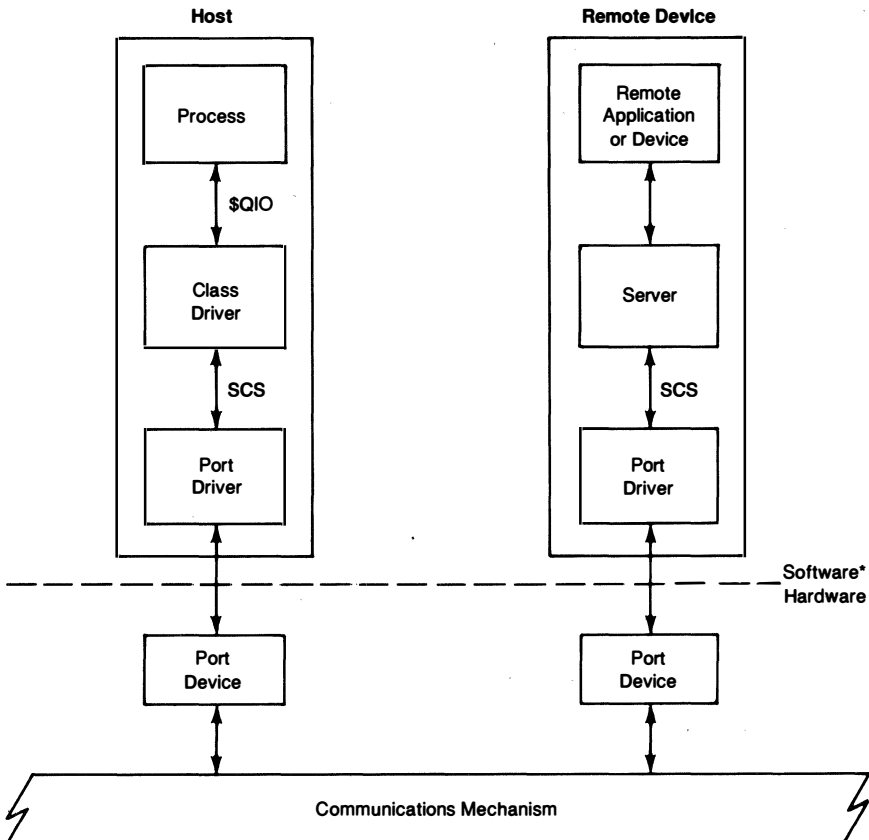 Host
Remote Device
Process
Remote
Application
or Device
$QIO
Class
Driver
Server
SCS
SCS
Port
Driver
Port
Driver
Software*
Hardware
Port
Device
Port
Device
Communications Mechanism